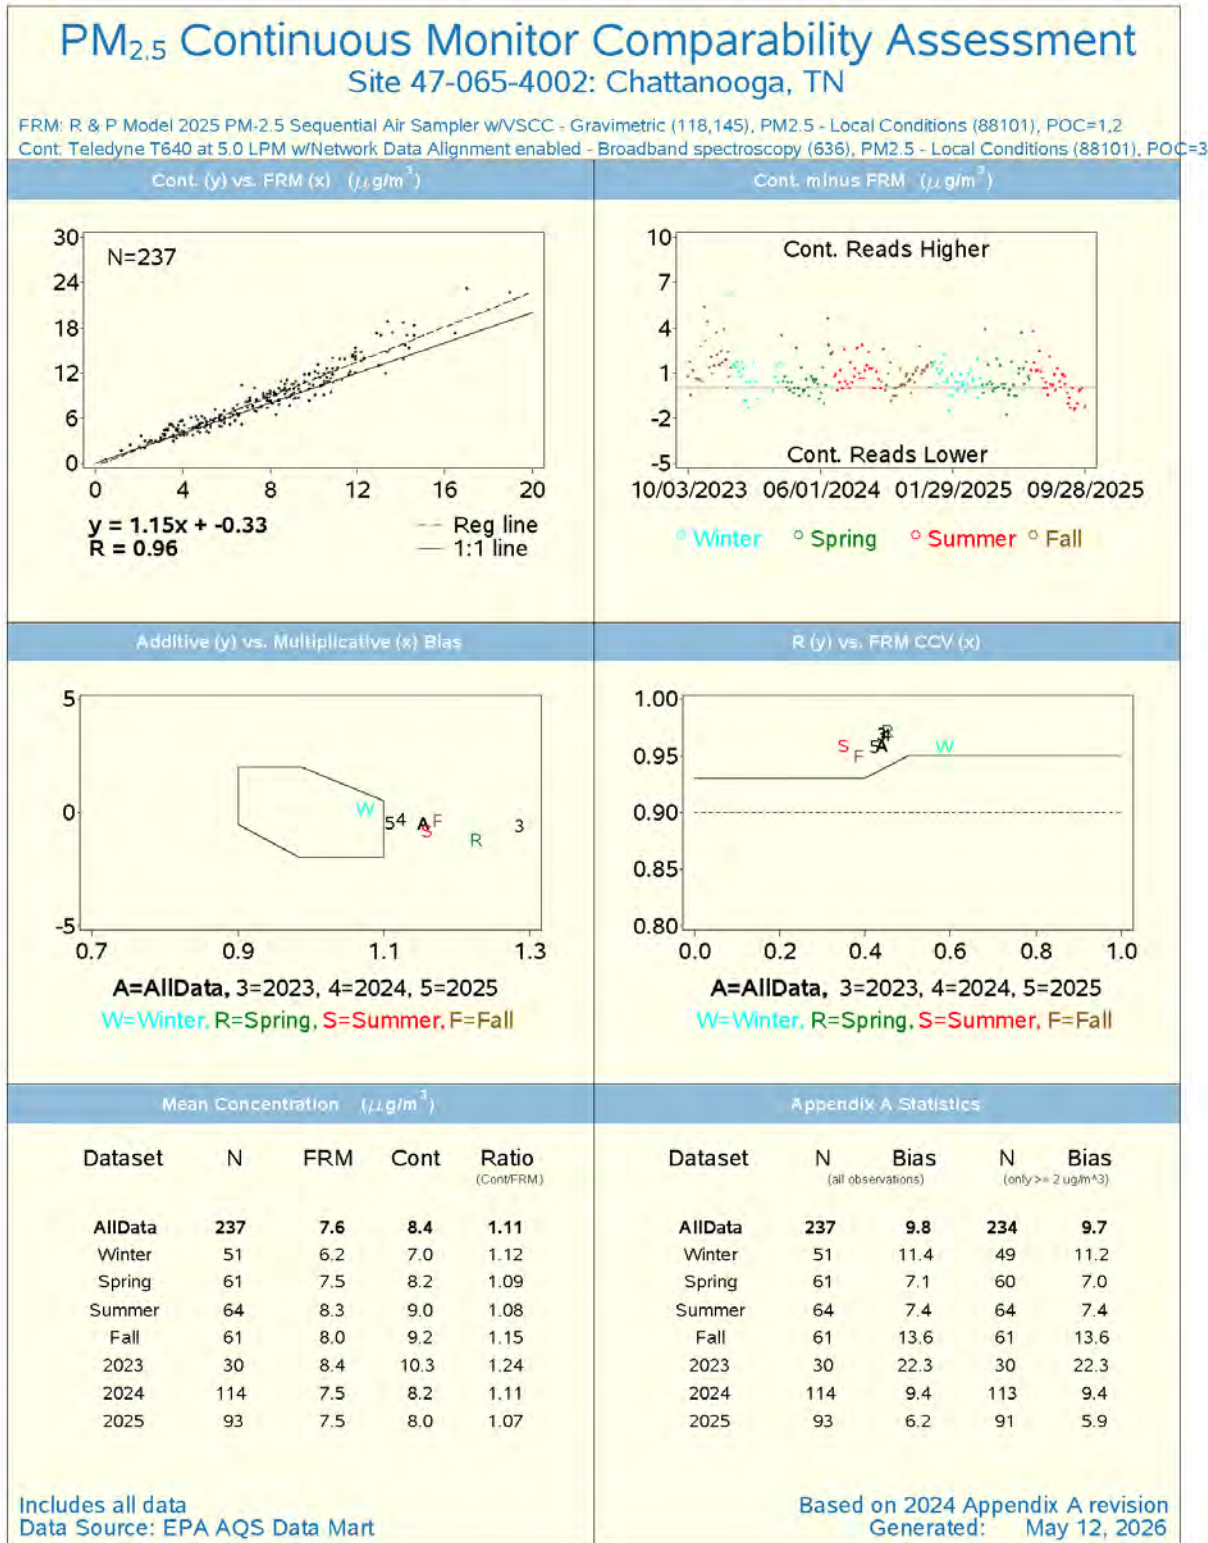 PM2.5 Continuous Monitor Comparability Assessment
Site 47-065-4002: Chattanooga, TN
FRM: R & P Model 2025 PM-2.5 Sequential Air Sampler w/VSCC - Gravimetric (118,145), PM2.5 - Local Conditions (88101), POC=1,2
Cont: Teledyne T640 at 5.0 LPM w/Network Data Alignment enabled - Broadband spectroscopy (636), PM2.5 - Local Conditions (88101), POC=3
Cont. (y) vs. FRM (x) (μg/m³)
30
24
18
12
6
0
N=237
0 4 8 12 16 20
y = 1.15x + -0.33
R = 0.96
Reg line
1:1 line
Cont. minus FRM (μg/m³)
10
7
4
1
-2
-5
Cont. Reads Higher
Cont. Reads Lower
10/03/2023 06/01/2024 01/29/2025 09/28/2025
Winter Spring Summer Fall
Additive (y) vs. Multiplicative (x) Bias
5
0
-5
W 5 4 A S F R 3
0.7 0.9 1.1 1.3
A=AllData, 3=2023, 4=2024, 5=2025
W=Winter, R=Spring, S=Summer, F=Fall
R (y) vs. FRM CCV (x)
1.00
0.95
0.90
0.85
0.80
S F 5 A 3 4 R W
0.0 0.2 0.4 0.6 0.8 1.0
A=AllData, 3=2023, 4=2024, 5=2025
W=Winter, R=Spring, S=Summer, F=Fall
Mean Concentration (μg/m³)
Dataset N FRM Cont Ratio
(Cont/FRM)
AllData 237 7.6 8.4 1.11
Winter 51 6.2 7.0 1.12
Spring 61 7.5 8.2 1.09
Summer 64 8.3 9.0 1.08
Fall 61 8.0 9.2 1.15
2023 30 8.4 10.3 1.24
2024 114 7.5 8.2 1.11
2025 93 7.5 8.0 1.07
Appendix A Statistics
Dataset N Bias N Bias
(all observations) (only >= 2 ug/m^3)
AllData 237 9.8 234 9.7
Winter 51 11.4 49 11.2
Spring 61 7.1 60 7.0
Summer 64 7.4 64 7.4
Fall 61 13.6 61 13.6
2023 30 22.3 30 22.3
2024 114 9.4 113 9.4
2025 93 6.2 91 5.9
Includes all data
Data Source: EPA AQS Data Mart
Based on 2024 Appendix A revision
Generated: May 12, 2026